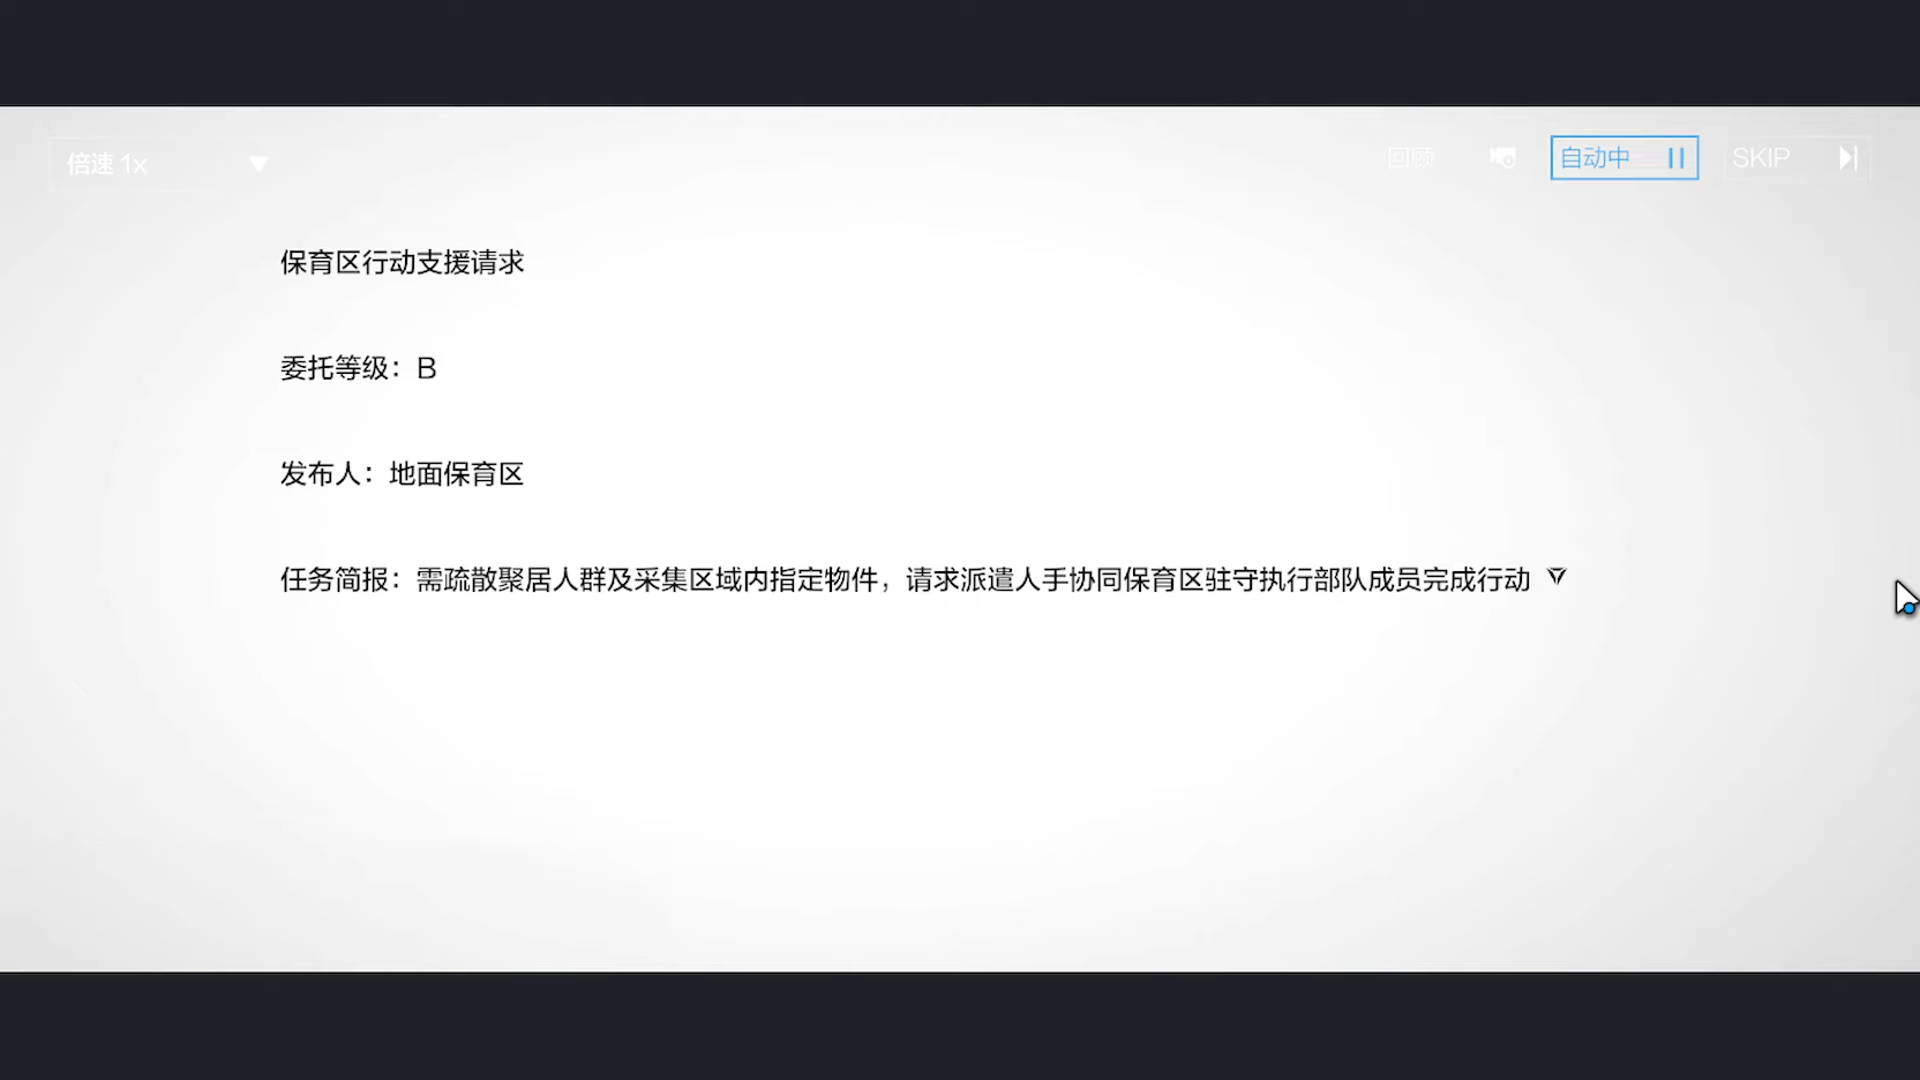 倍速 1x
回顾
自动中
SKIP
保育区行动支援请求
委托等级：B
发布人：地面保育区
任务简报：需疏散聚居人群及采集区域内指定物件，请求派遣人手协同保育区驻守执行部队成员完成行动